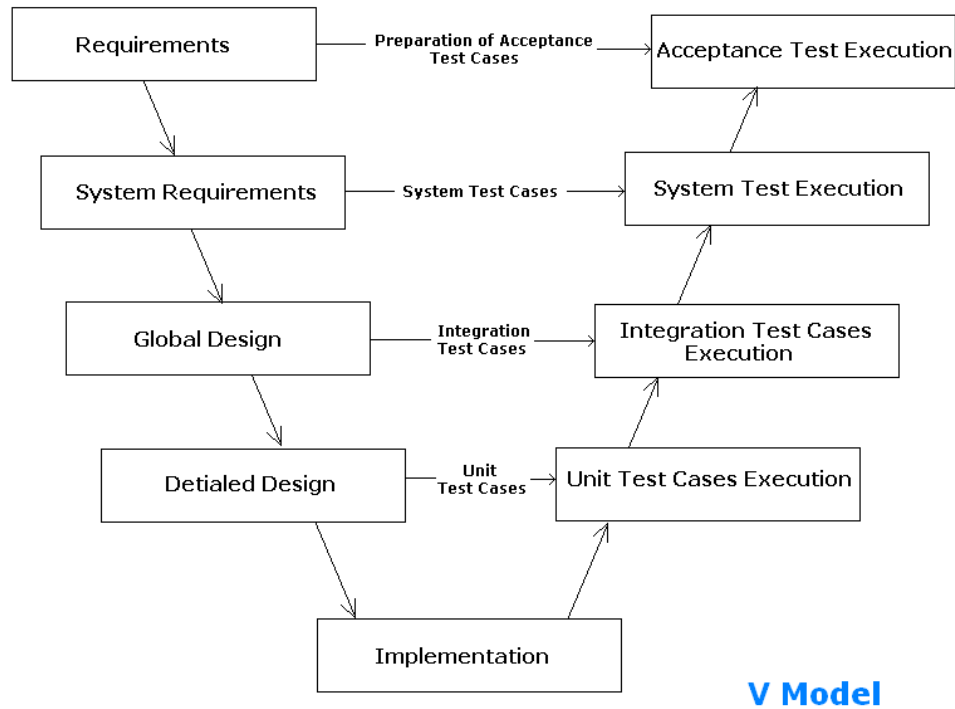 Requirements
Preparation of Acceptance
Test Cases
Acceptance Test Execution
System Requirements
System Test Cases
System Test Execution
Global Design
Integration
Test Cases
Integration Test Cases
Execution
Detialed Design
Unit
Test Cases
Unit Test Cases Execution
Implementation
V Model